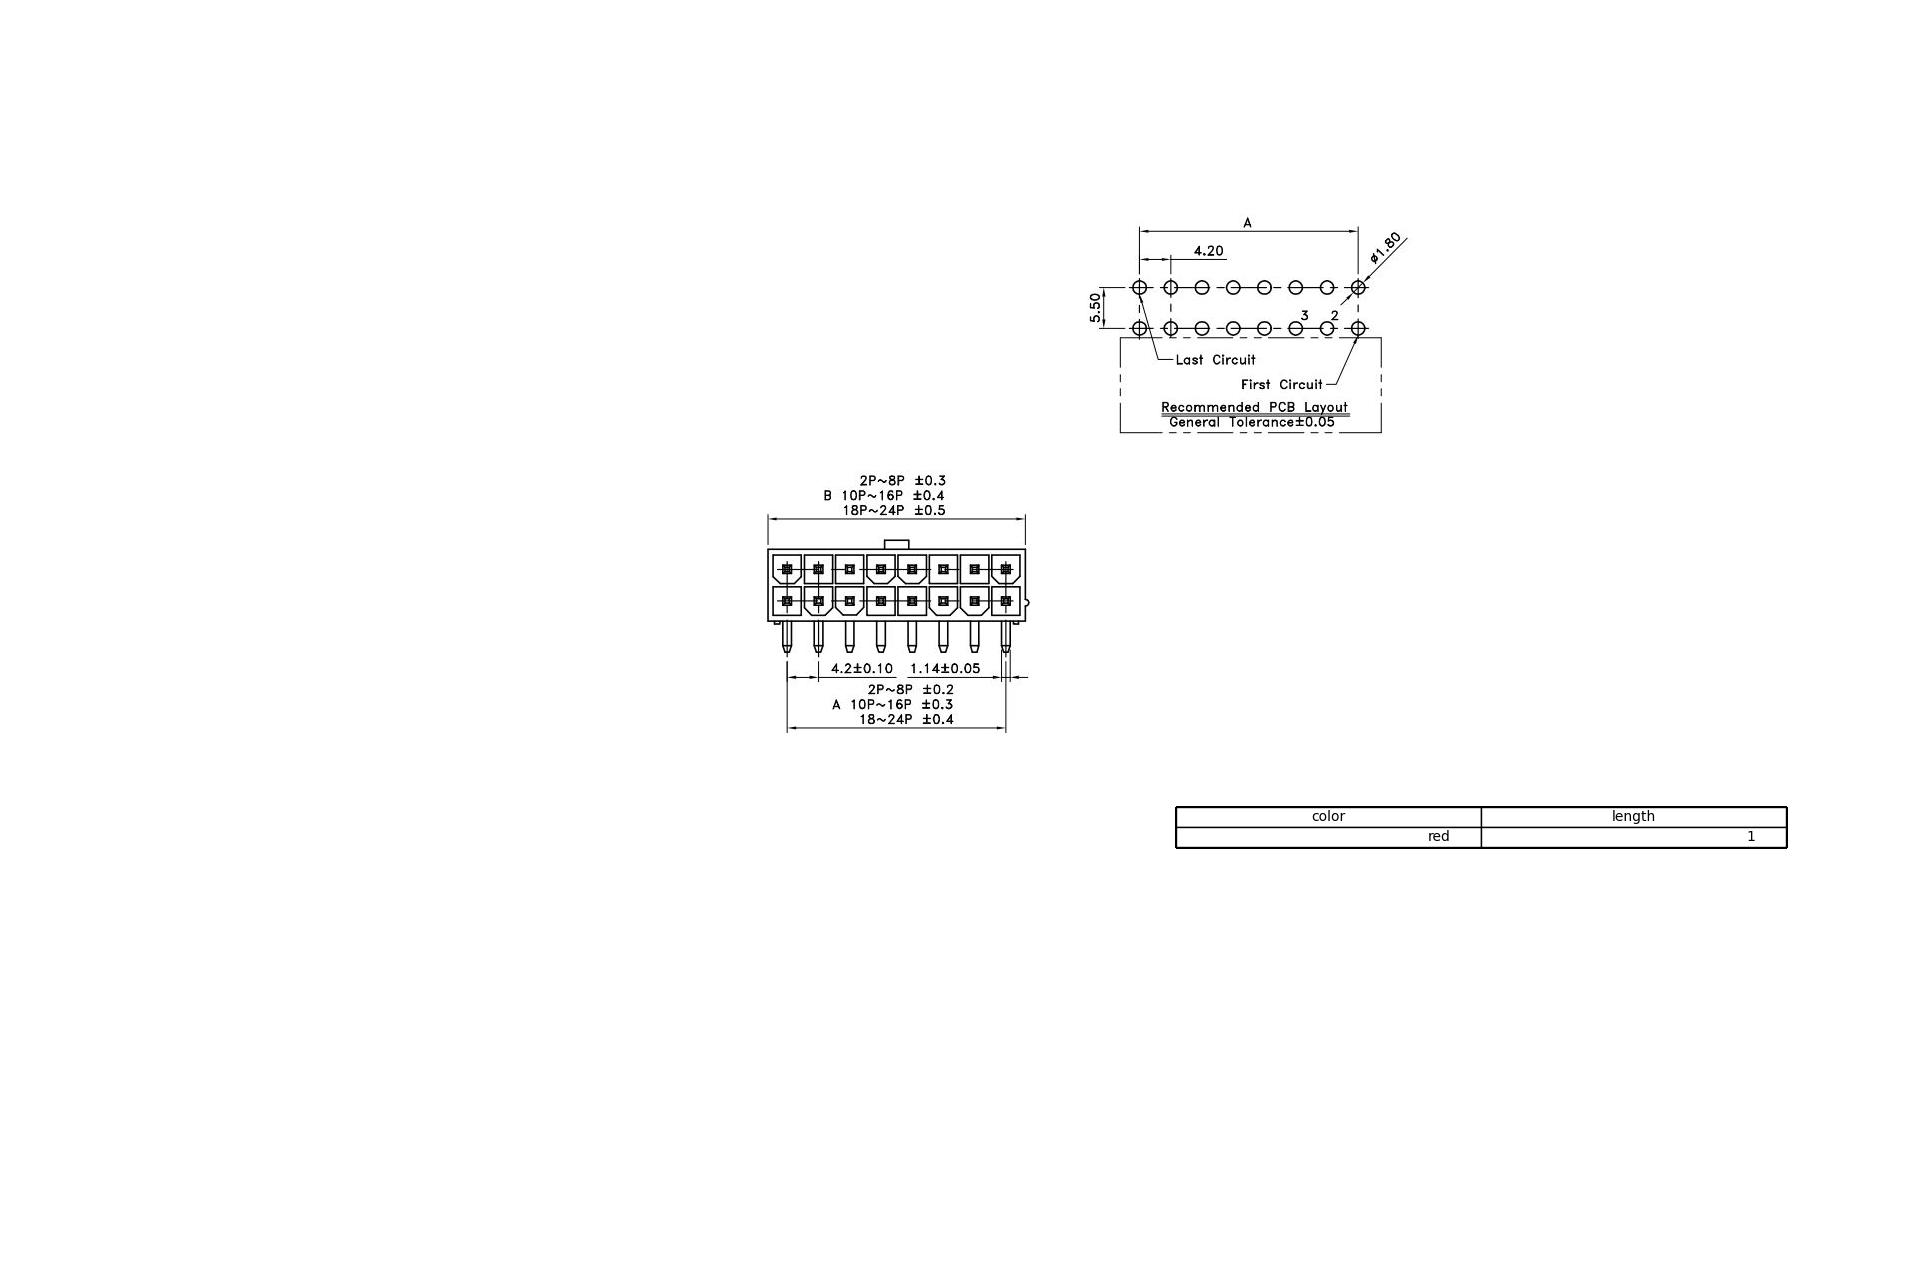 A
4.20
ø1.80
5.50
3 2
Last Circuit
First Circuit
Recommended PCB Layout
General Tolerance±0.05
2P~8P ±0.3
B 10P~16P ±0.4
18P~24P ±0.5
4.2±0.10 1.14±0.05
2P~8P ±0.2
A 10P~16P ±0.3
18~24P ±0.4
color length
red 1